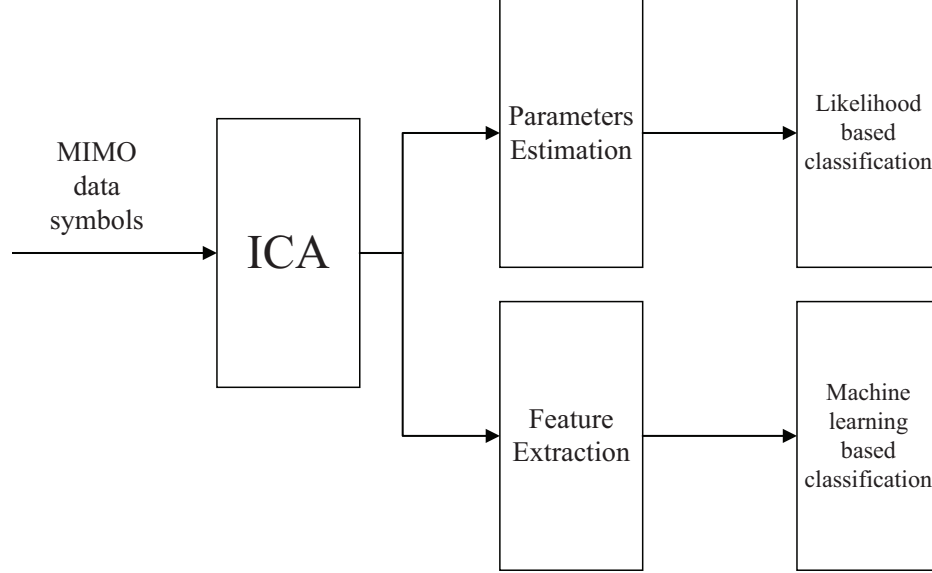 MIMO
data
symbols
ICA
Parameters
Estimation
Likelihood
based
classification
Feature
Extraction
Machine
learning
based
classification